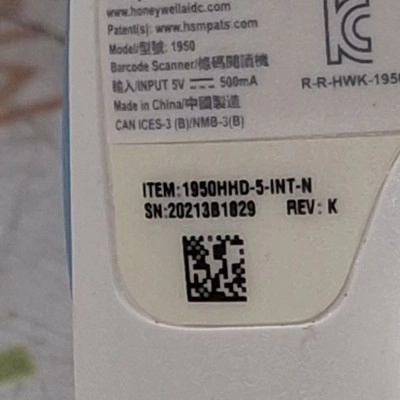 www.honeywellaidc.com
Patent(s): www.hsmpats.com
Model/型號: 1950
Barcode Scanner/條碼閱讀機
輸入/INPUT 5V ⎓ 500mA
Made in China/中國製造
CAN ICES-3 (B)/NMB-3(B)
R-R-HWK-1950
ITEM:1950HHD-5-INT-N
SN:20213B1829 REV: K